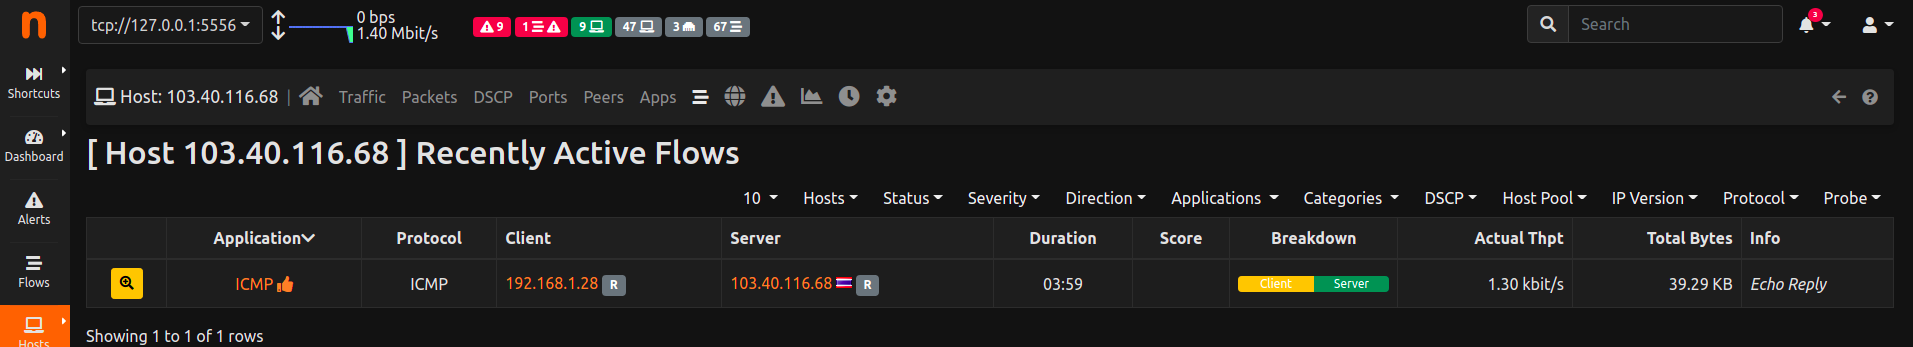 n tcp://127.0.0.1:5556 0 bps
1.40 Mbit/s
9 1 9 47 3 67
Search
3
Shortcuts
Dashboard
Alerts
Flows
Hosts
Host: 103.40.116.68 | Traffic Packets DSCP Ports Peers Apps
[ Host 103.40.116.68 ] Recently Active Flows
10 Hosts Status Severity Direction Applications Categories DSCP Host Pool IP Version Protocol Probe
Application Protocol Client Server Duration Score Breakdown Actual Thpt Total Bytes Info
ICMP ICMP 192.168.1.28 R 103.40.116.68 R 03:59 Client Server 1.30 kbit/s 39.29 KB Echo Reply
Showing 1 to 1 of 1 rows